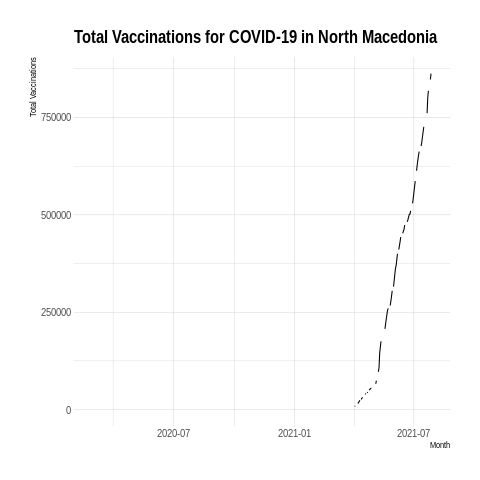 Total Vaccinations for COVID-19 in North Macedonia
Total Vaccinations
750000
500000
250000
0
2020-07
2021-01
2021-07
Month